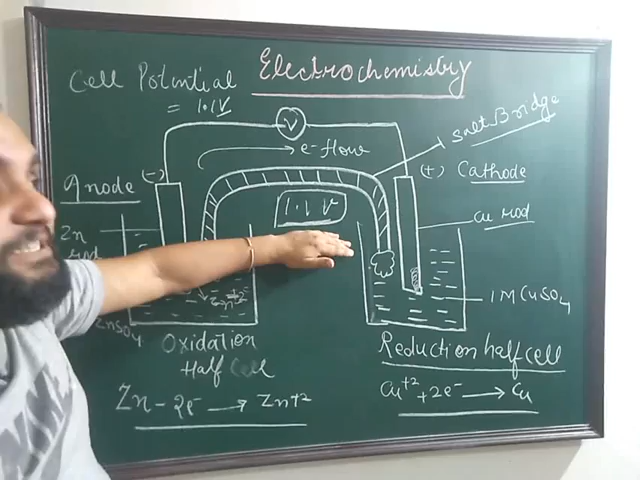 Electrochemistry
Cell Potential
= 1.1V
V
e- flow
Salt Bridge
anode
(-)
(+) Cathode
1.1 V
Zn
rod
Cu rod
ZnSO4
1M CuSO4
Oxidation
Half Cell
Reduction half cell
Zn - 2e- → Zn+2
Cu+2 + 2e- → Cu